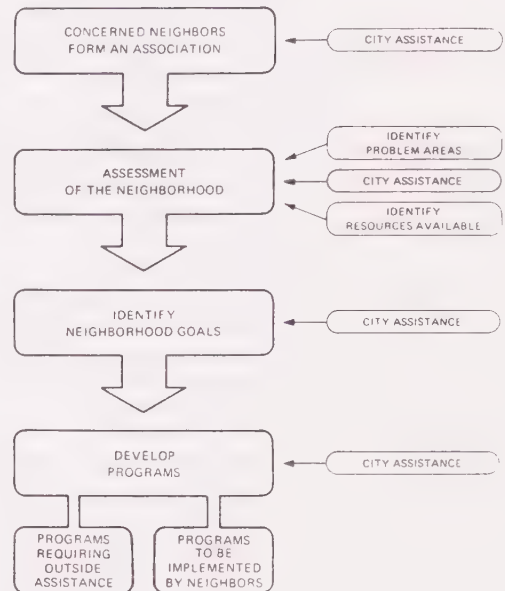 CONCERNED NEIGHBORS
FORM AN ASSOCIATION
CITY ASSISTANCE
ASSESSMENT
OF THE NEIGHBORHOOD
IDENTIFY
PROBLEM AREAS
CITY ASSISTANCE
IDENTIFY
RESOURCES AVAILABLE
IDENTIFY
NEIGHBORHOOD GOALS
CITY ASSISTANCE
DEVELOP
PROGRAMS
CITY ASSISTANCE
PROGRAMS
REQUIRING
OUTSIDE
ASSISTANCE
PROGRAMS
TO BE
IMPLEMENTED
BY NEIGHBORS